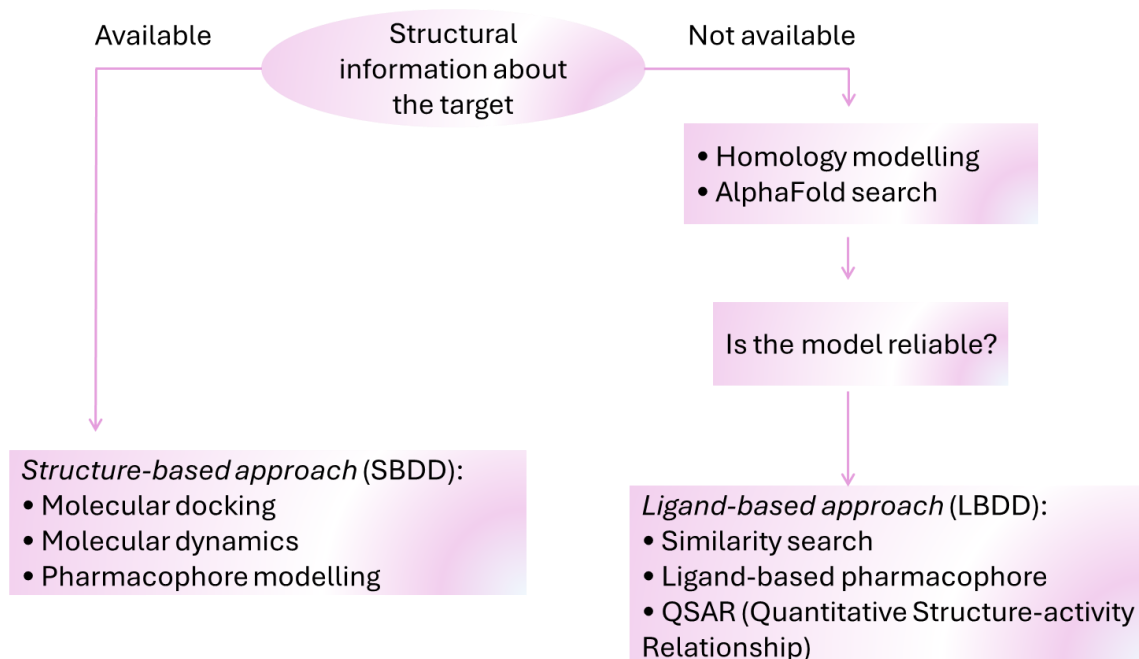 Available
Structural
information about
the target
Not available
• Homology modelling
• AlphaFold search
Is the model reliable?
Structure-based approach (SBDD):
• Molecular docking
• Molecular dynamics
• Pharmacophore modelling
Ligand-based approach (LBDD):
• Similarity search
• Ligand-based pharmacophore
• QSAR (Quantitative Structure-activity
Relationship)